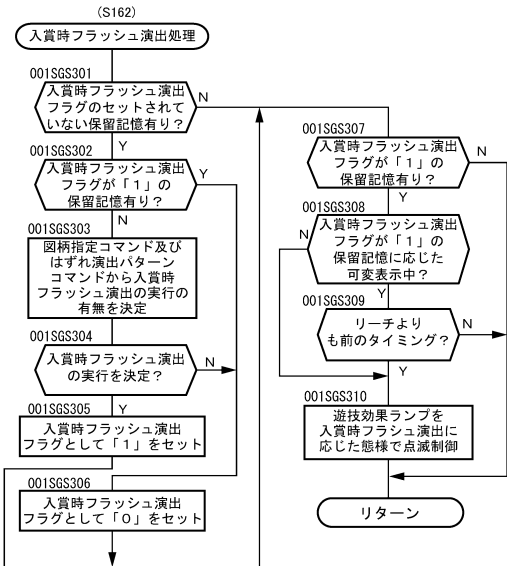 (S162)
入賞時フラッシュ演出処理
001SGS301
入賞時フラッシュ演出
フラグのセットされて
いない保留記憶有り？
N
Y
001SGS302
入賞時フラッシュ演出
フラグが「１」の
保留記憶有り？
Y
N
001SGS303
図柄指定コマンド及び
はずれ演出パターン
コマンドから入賞時
フラッシュ演出の実行の
有無を決定
001SGS304
入賞時フラッシュ演出
の実行を決定？
N
Y
001SGS305
入賞時フラッシュ演出
フラグとして「１」をセット
001SGS306
入賞時フラッシュ演出
フラグとして「０」をセット
001SGS307
入賞時フラッシュ演出
フラグが「１」の
保留記憶有り？
N
Y
001SGS308
入賞時フラッシュ演出
フラグが「１」の
保留記憶に応じた
可変表示中？
N
Y
001SGS309
リーチより
も前のタイミング？
N
Y
001SGS310
遊技効果ランプを
入賞時フラシュ演出に
応じた態様で点滅制御
リターン